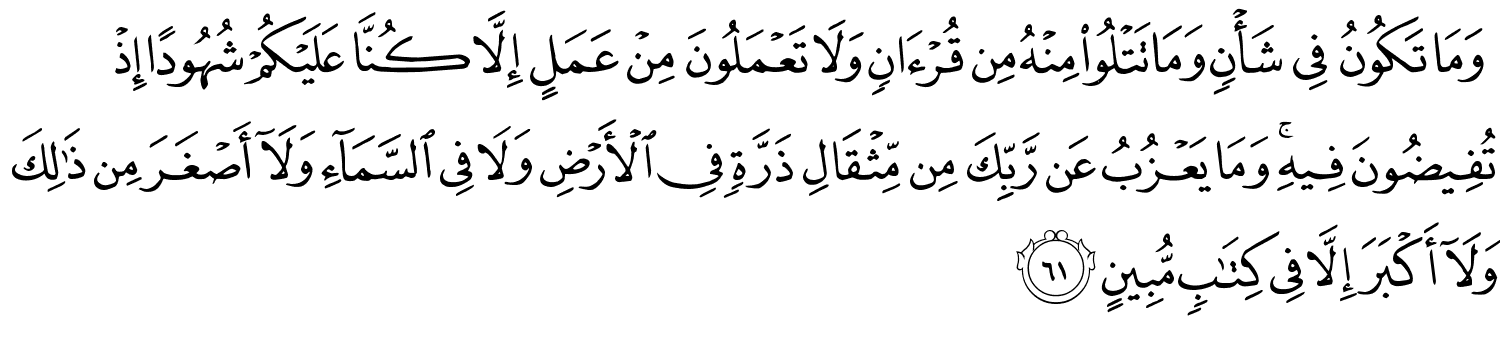 وَمَا تَكُونُ فِي شَأْنٍ وَمَا تَتْلُوا۟ مِنْهُ مِن قُرْءَانٍ وَلَا تَعْمَلُونَ مِنْ عَمَلٍ إِلَّا كُنَّا عَلَيْكُمْ شُهُودًا إِذْ
تُفِيضُونَ فِيهِ ۚ وَمَا يَعْزُبُ عَن رَّبِّكَ مِن مِّثْقَالِ ذَرَّةٍ فِي ٱلْأَرْضِ وَلَا فِي ٱلسَّمَآءِ وَلَآ أَصْغَرَ مِن ذَٰلِكَ
وَلَآ أَكْبَرَ إِلَّا فِي كِتَٰبٍ مُّبِينٍ ٦١